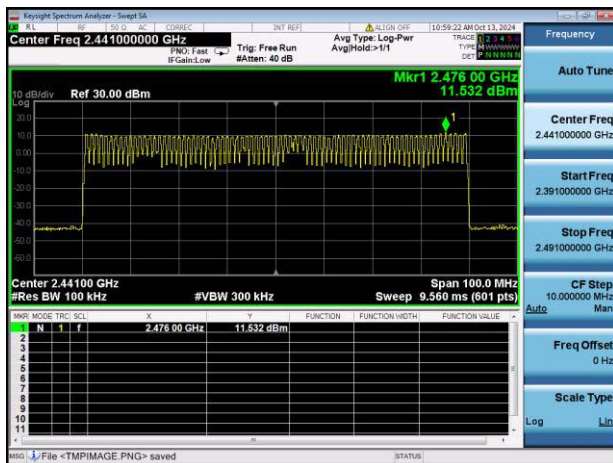 Keysight Spectrum Analyzer - Swept SA
RL RF 50 Ω AC CORREC INT REF ALIGN OFF 10:59:22 AM Oct 13, 2024
Center Freq 2.441000000 GHz
PNO: Fast
IFGain:Low
Trig: Free Run
#Atten: 40 dB
Avg Type: Log-Pwr
Avg|Hold:>1/1
TRACE 1 2 3 4 5 6
TYPE M
DET P N N N N N
Mkr1 2.476 00 GHz
11.532 dBm
10 dB/div Ref 30.00 dBm
Log
20.0
10.0
0.00
-10.0
-20.0
-30.0
-40.0
-50.0
-60.0
1
Center 2.44100 GHz
#Res BW 100 kHz
#VBW 300 kHz
Span 100.0 MHz
Sweep 9.560 ms (601 pts)
MKR MODE TRC SCL X Y FUNCTION FUNCTION WIDTH FUNCTION VALUE
1 N 1 f 2.476 00 GHz 11.532 dBm
2
3
4
5
6
7
8
9
10
11
MSG File <TMPIMAGE.PNG> saved STATUS
Frequency
Auto Tune
Center Freq
2.441000000 GHz
Start Freq
2.391000000 GHz
Stop Freq
2.491000000 GHz
CF Step
10.000000 MHz
Auto Man
Freq Offset
0 Hz
Scale Type
Log Lin